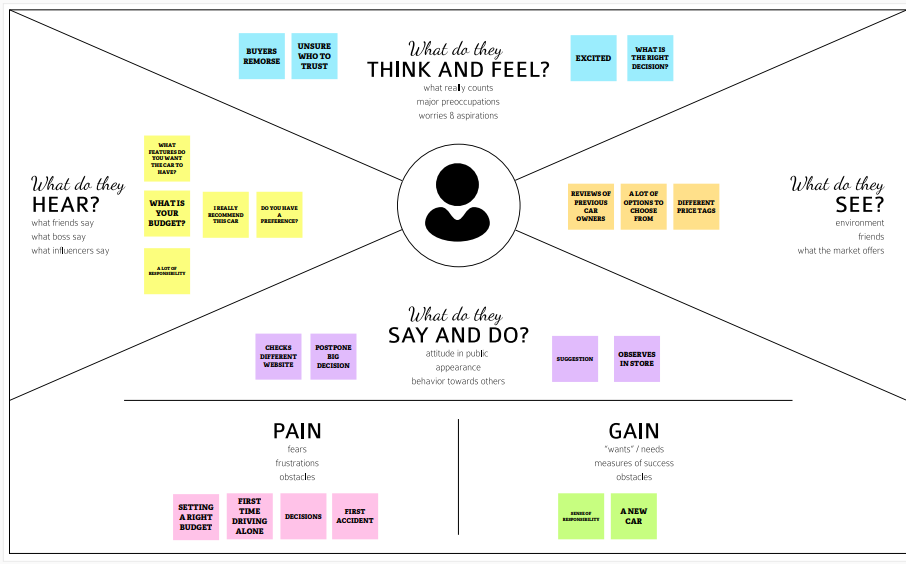 What do they
THINK AND FEEL?
what really counts
major preoccupations
worries & aspirations
BUYERS
REMORSE
UNSURE
WHO TO
TRUST
EXCITED
WHAT IS
THE RIGHT
DECISION?
What do they
HEAR?
what friends say
what boss say
what influencers say
WHAT
FEATURES DO
YOU WANT
THE CAR TO
HAVE?
WHAT IS
YOUR
BUDGET?
I REALLY
RECOMMEND
THIS CAR
DO YOU HAVE
A
PREFERENCE?
A LOT OF
RESPONSIBILITY
What do they
SEE?
environment
friends
what the market offers
REVIEWS OF
PREVIOUS
CAR
OWNERS
A LOT OF
OPTIONS TO
CHOOSE
FROM
DIFFERENT
PRICE TAGS
What do they
SAY AND DO?
attitude in public
appearance
behavior towards others
CHECKS
DIFFERENT
WEBSITE
POSTPONE
BIG
DECISION
SUGGESTION
OBSERVES
IN STORE
PAIN
fears
frustrations
obstacles
SETTING
A RIGHT
BUDGET
FIRST
TIME
DRIVING
ALONE
DECISIONS
FIRST
ACCIDENT
GAIN
"wants" / needs
measures of success
obstacles
SENSE OF
RESPONSIBILITY
A NEW
CAR